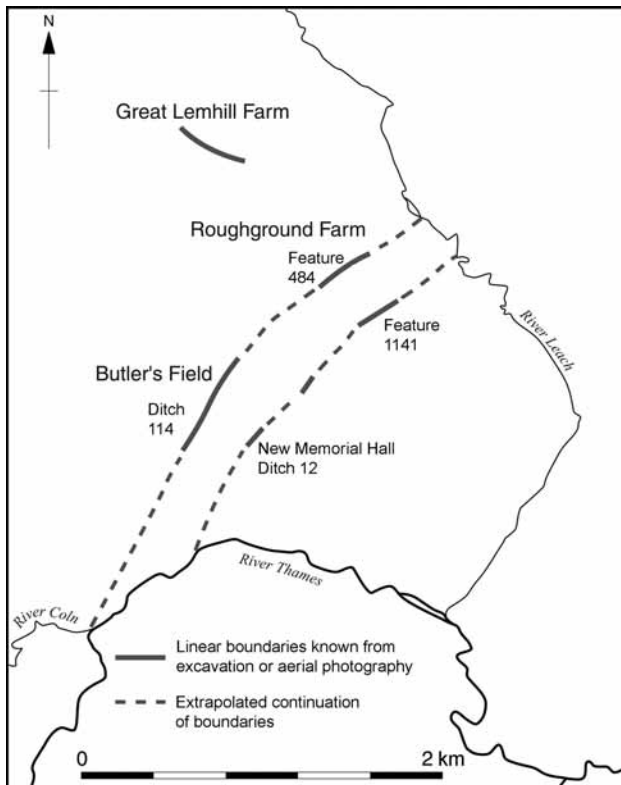 N
Great Lemhill Farm
Roughground Farm
Feature
484
Feature
1141
River Leach
Butler's Field
Ditch
114
New Memorial Hall
Ditch 12
River Thames
River Coln
Linear boundaries known from
excavation or aerial photography
Extrapolated continuation
of boundaries
0
2 km